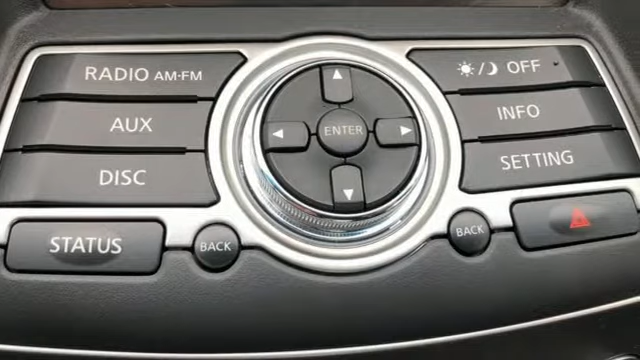 RADIO AM·FM
AUX
DISC
STATUS
BACK
ENTER
OFF
INFO
SETTING
BACK